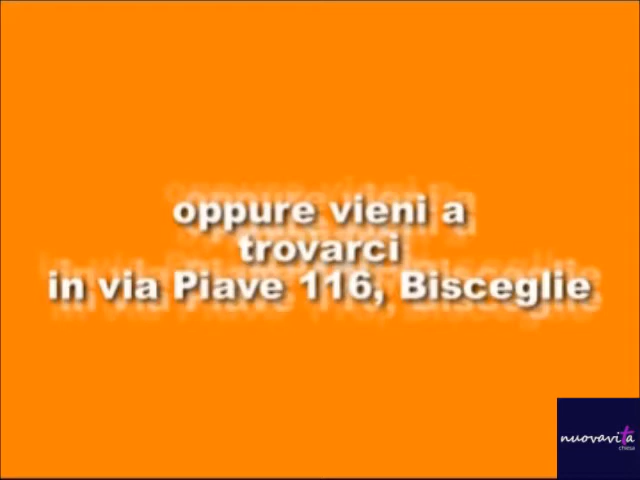 oppure vieni a
trovarci
in via Piave 116, Bisceglie
nuovavita
chiesa